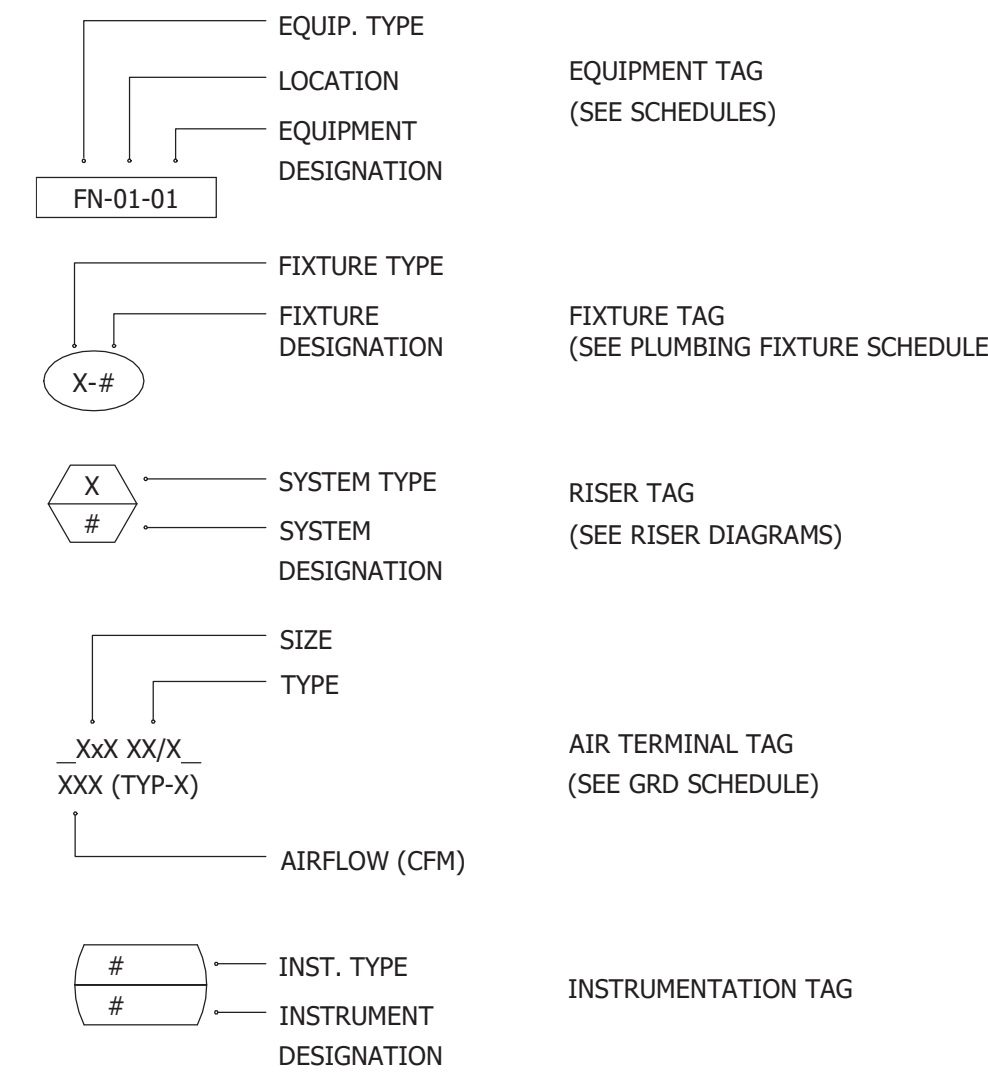 EQUIP. TYPE
LOCATION
EQUIPMENT
DESIGNATION
FN-01-01
EQUIPMENT TAG
(SEE SCHEDULES)
FIXTURE TYPE
FIXTURE
DESIGNATION
X-#
FIXTURE TAG
(SEE PLUMBING FIXTURE SCHEDULE
X
#
SYSTEM TYPE
SYSTEM
DESIGNATION
RISER TAG
(SEE RISER DIAGRAMS)
SIZE
TYPE
_XxX XX/X_
XXX (TYP-X)
AIRFLOW (CFM)
AIR TERMINAL TAG
(SEE GRD SCHEDULE)
#
#
INST. TYPE
INSTRUMENT
DESIGNATION
INSTRUMENTATION TAG